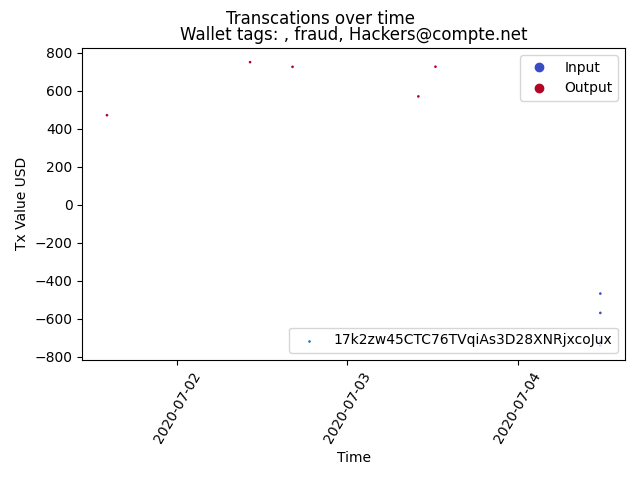 Transcations over time
Wallet tags: , fraud, Hackers@compte.net
800
600
400
200
0
−200
−400
−600
−800
Tx Value USD
Input
Output
17k2zw45CTC76TVqiAs3D28XNRjxcoJux
2020-07-02
2020-07-03
2020-07-04
Time